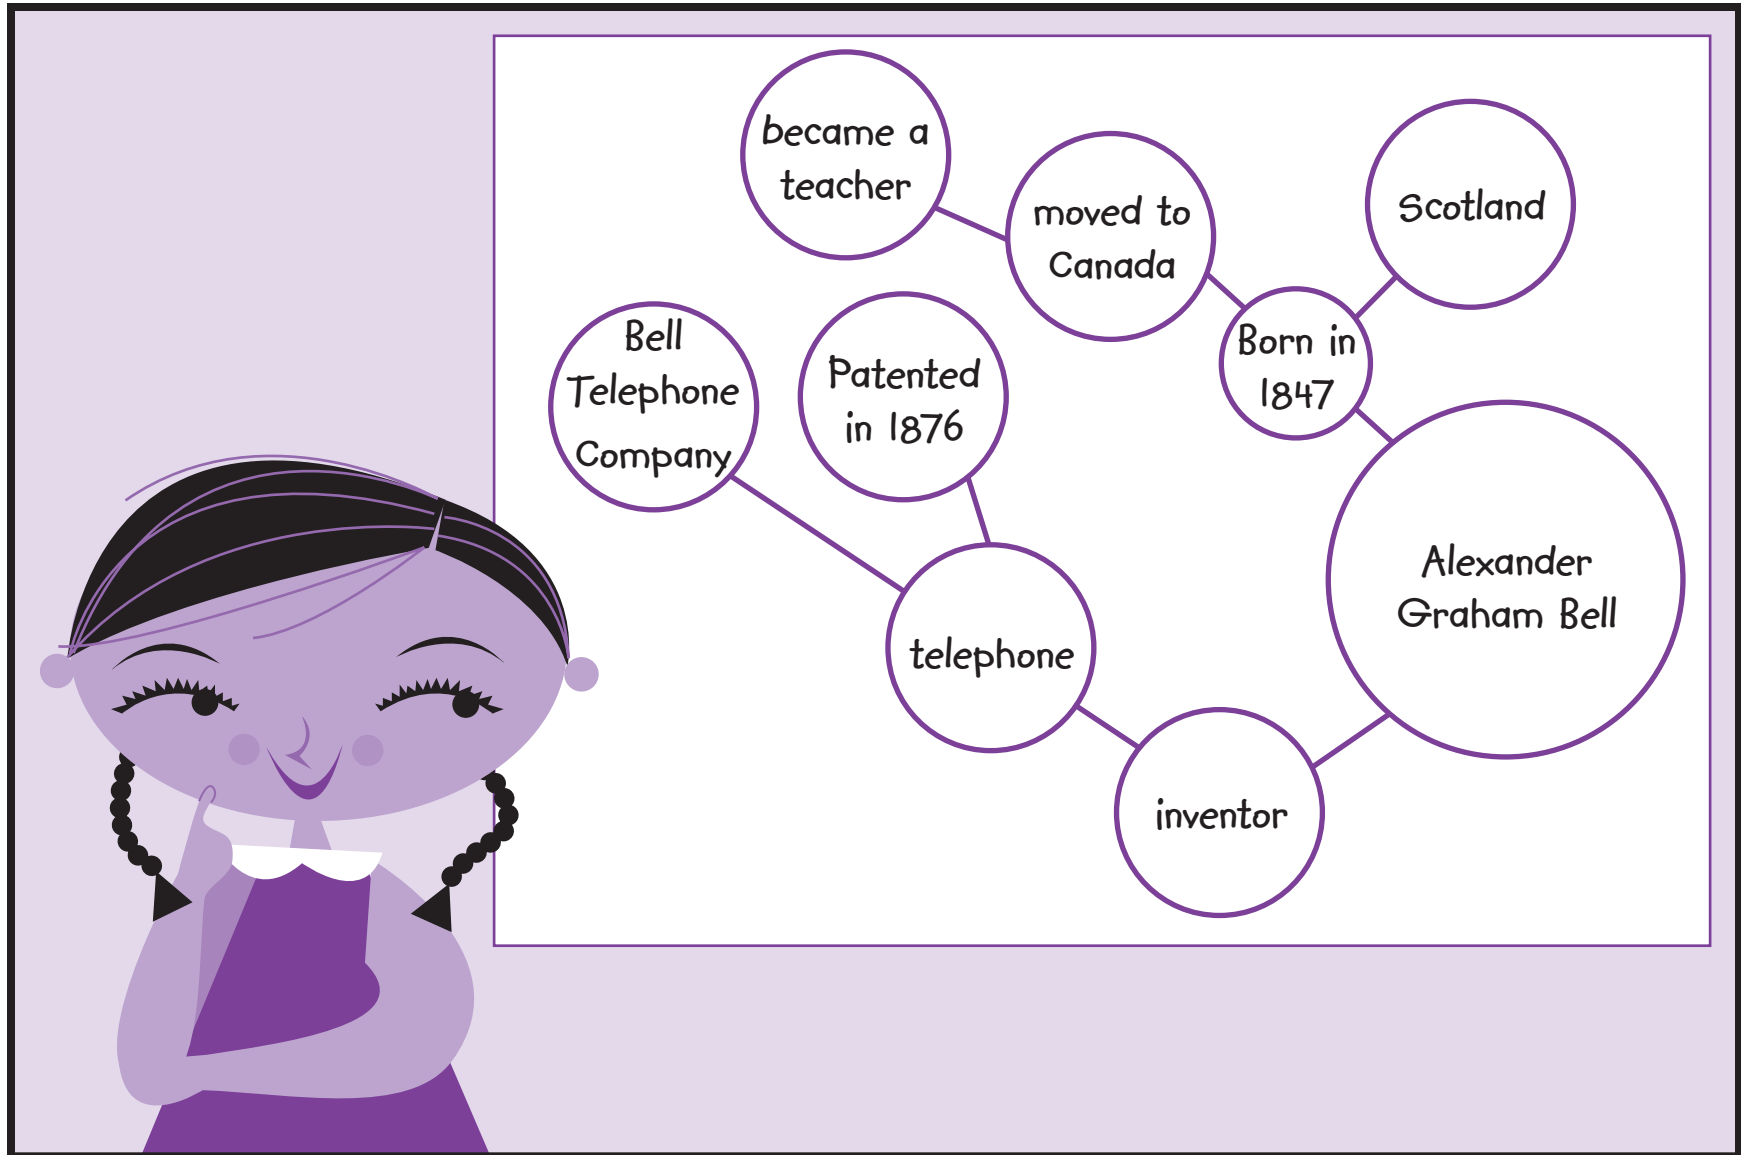 became a
teacher
moved to
Canada
Scotland
Bell
Telephone
Company
Patented
in 1876
Born in
1847
Alexander
Graham Bell
telephone
inventor